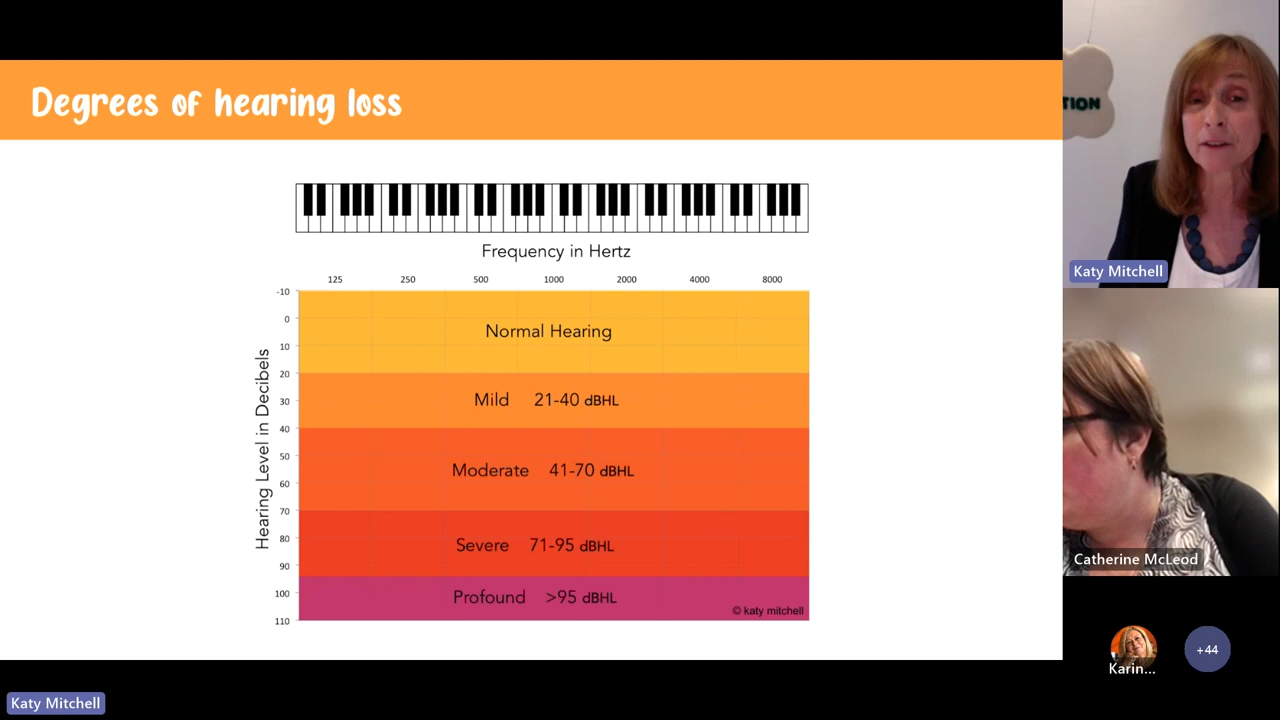 Degrees of hearing loss
Frequency in Hertz
125 250 500 1000 2000 4000 8000
Hearing Level in Decibels
-10
0
10
20
30
40
50
60
70
80
90
100
110
Normal Hearing
Mild 21-40 dBHL
Moderate 41-70 dBHL
Severe 71-95 dBHL
Profound >95 dBHL
© katy mitchell
TION
Katy Mitchell
Catherine McLeod
Karin...
+44
Katy Mitchell